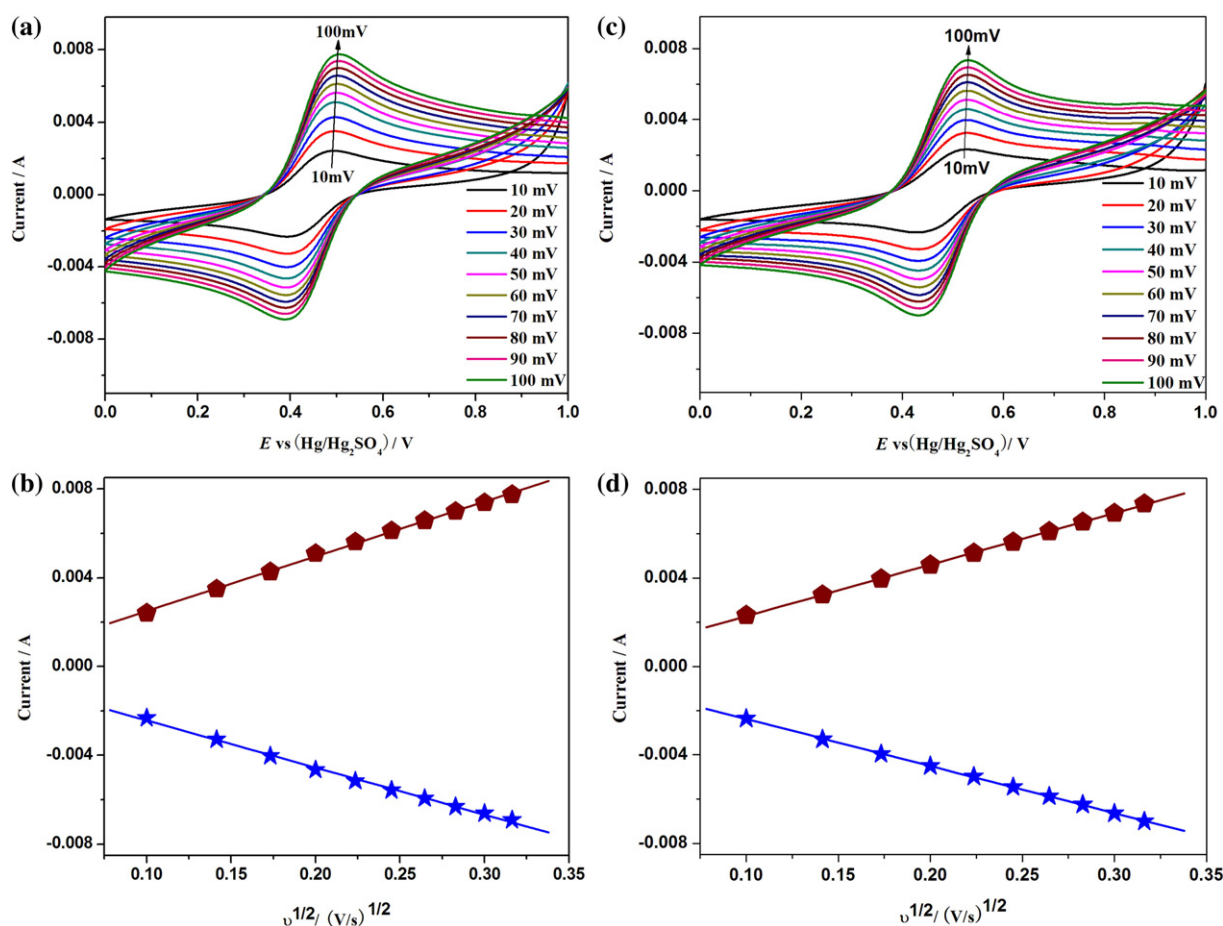 (a)
100mV
10mV
0.008
0.004
0.000
-0.004
-0.008
Current / A
10 mV
20 mV
30 mV
40 mV
50 mV
60 mV
70 mV
80 mV
90 mV
100 mV
0.0 0.2 0.4 0.6 0.8 1.0
E vs(Hg/Hg₂SO₄)/ V
(c)
100mV
10mV
0.008
0.004
0.000
-0.004
-0.008
Current / A
10 mV
20 mV
30 mV
40 mV
50 mV
60 mV
70 mV
80 mV
90 mV
100 mV
0.0 0.2 0.4 0.6 0.8 1.0
E vs(Hg/Hg₂SO₄)/ V
(b)
0.008
0.004
0.000
-0.004
-0.008
Current / A
0.10 0.15 0.20 0.25 0.30 0.35
υ^1/2/ (V/s)^1/2
(d)
0.008
0.004
0.000
-0.004
-0.008
Current / A
0.10 0.15 0.20 0.25 0.30 0.35
υ^1/2/ (V/s)^1/2